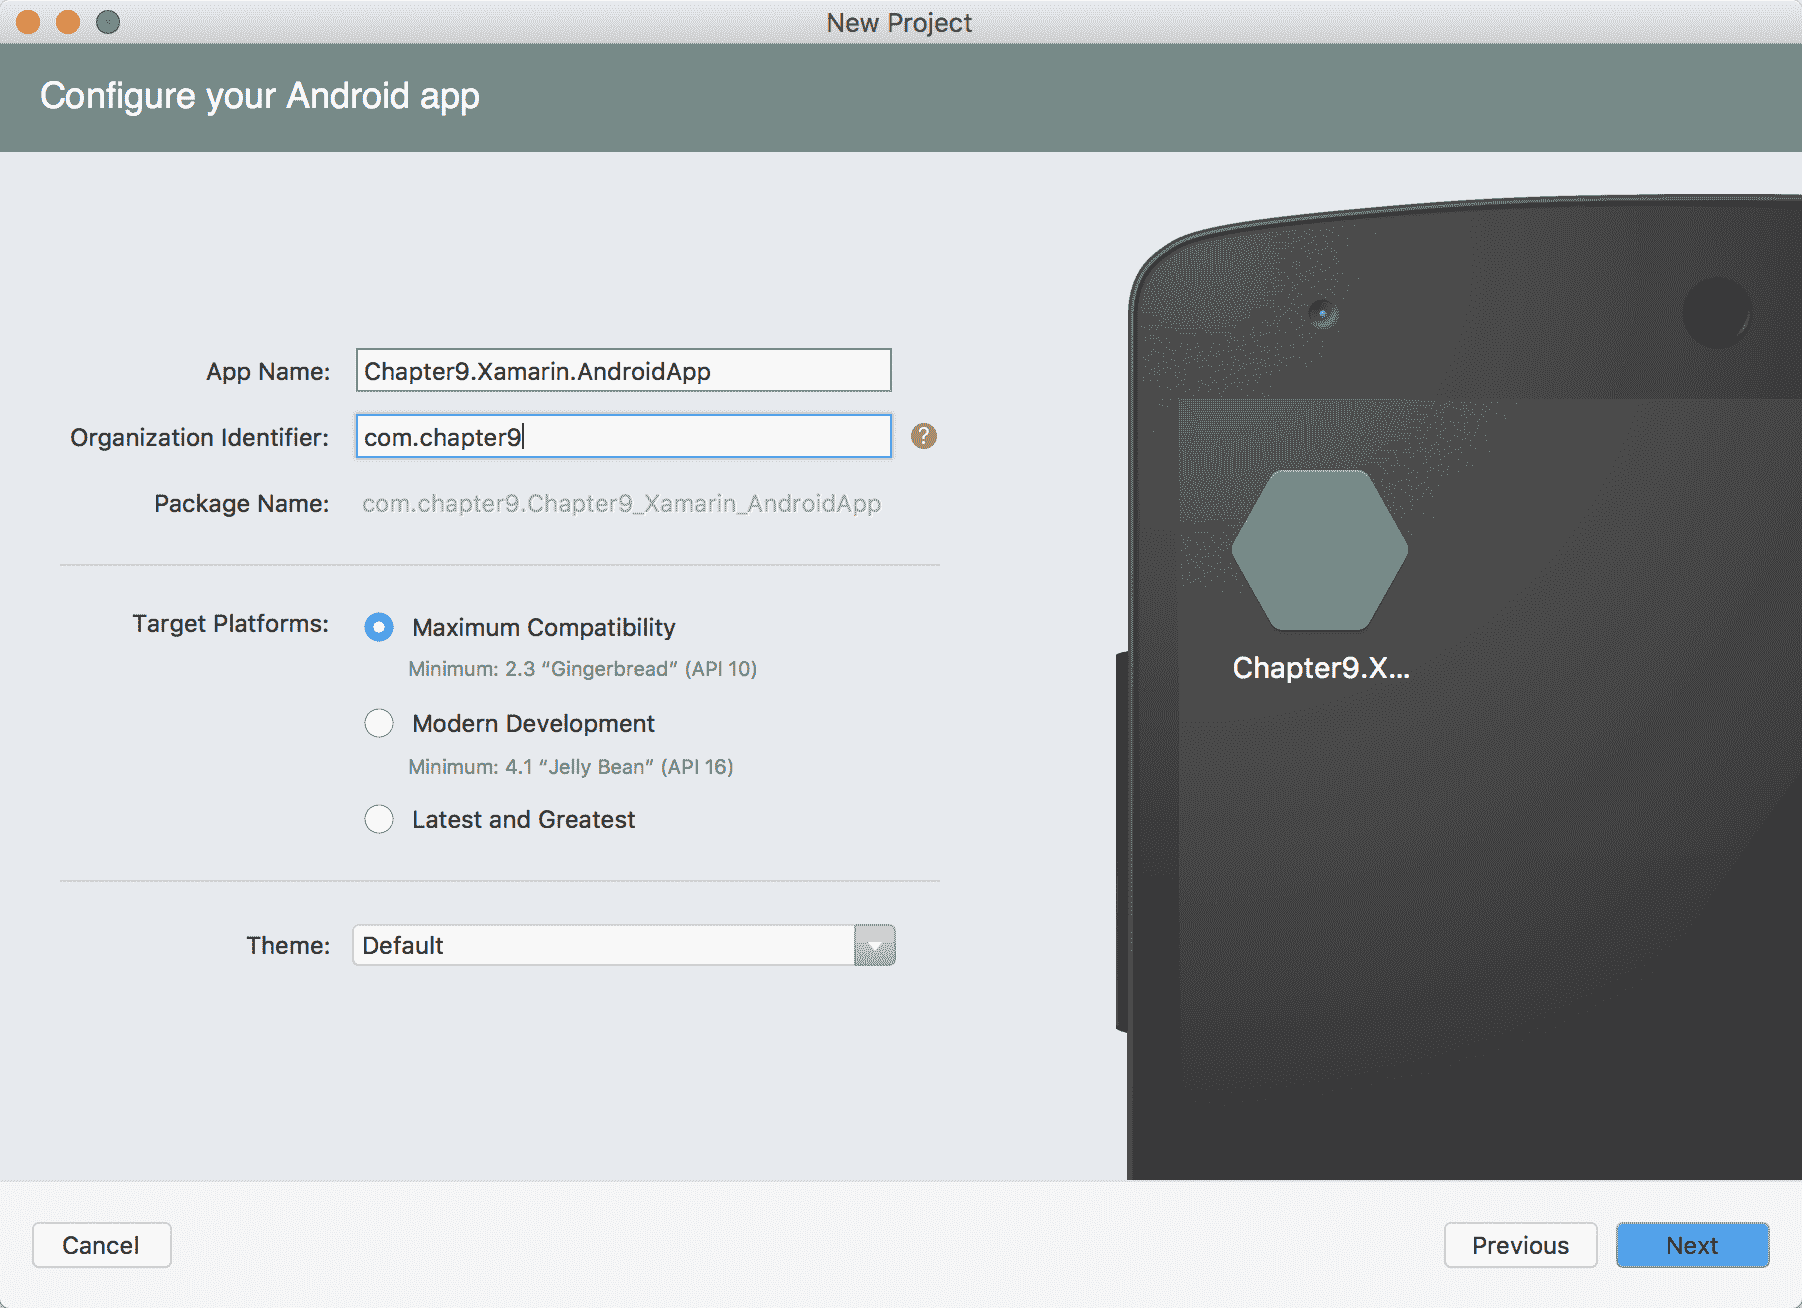 New Project
Configure your Android app
App Name: Chapter9.Xamarin.AndroidApp
Organization Identifier: com.chapter9 ?
Package Name: com.chapter9.Chapter9_Xamarin_AndroidApp
Target Platforms: Maximum Compatibility
Minimum: 2.3 “Gingerbread” (API 10)
Modern Development
Minimum: 4.1 “Jelly Bean” (API 16)
Latest and Greatest
Theme: Default
Chapter9.X...
Cancel Previous Next